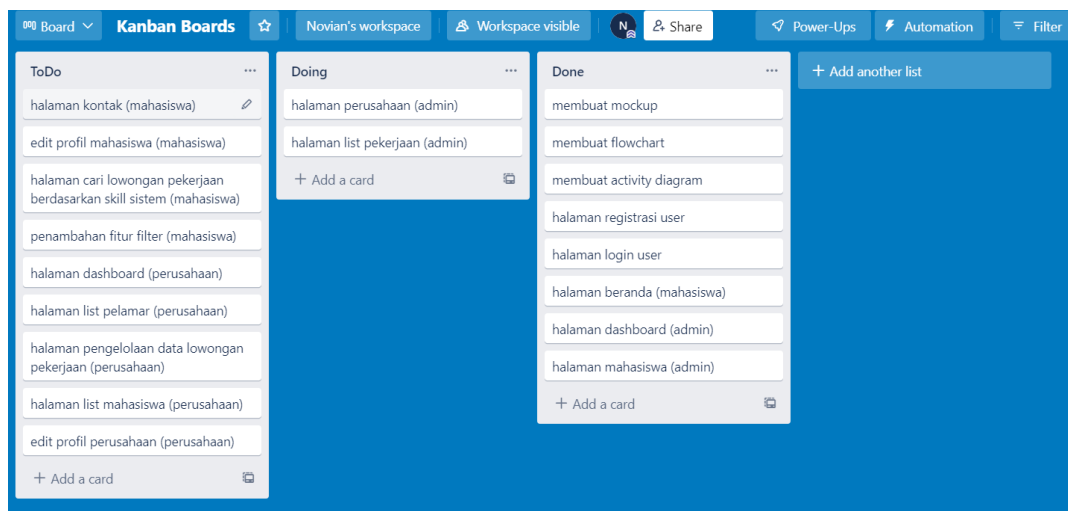 Board
Kanban Boards
Novian's workspace
Workspace visible
N
Share
Power-Ups
Automation
Filter
ToDo
halaman kontak (mahasiswa)
edit profil mahasiswa (mahasiswa)
halaman cari lowongan pekerjaan
berdasarkan skill sistem (mahasiswa)
penambahan fitur filter (mahasiswa)
halaman dashboard (perusahaan)
halaman list pelamar (perusahaan)
halaman pengelolaan data lowongan
pekerjaan (perusahaan)
halaman list mahasiswa (perusahaan)
edit profil perusahaan (perusahaan)
+ Add a card
Doing
halaman perusahaan (admin)
halaman list pekerjaan (admin)
+ Add a card
Done
membuat mockup
membuat flowchart
membuat activity diagram
halaman registrasi user
halaman login user
halaman beranda (mahasiswa)
halaman dashboard (admin)
halaman mahasiswa (admin)
+ Add a card
+ Add another list